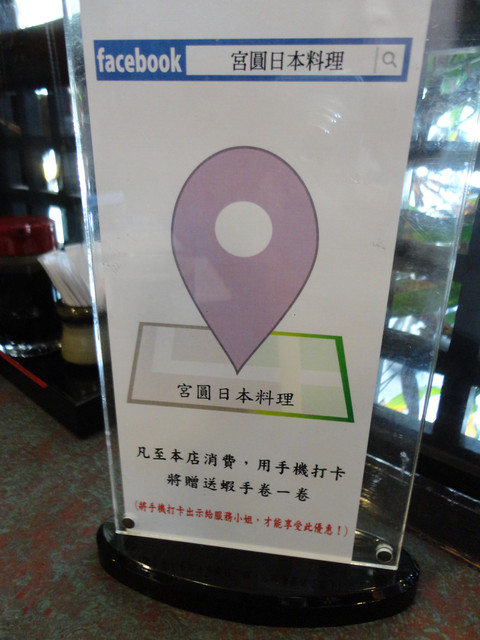 facebook 宮圓日本料理
宮圓日本料理
凡至本店消費，用手機打卡
將贈送蝦手卷一卷
(將手機打卡出示給服務小姐，才能享受此優惠！)